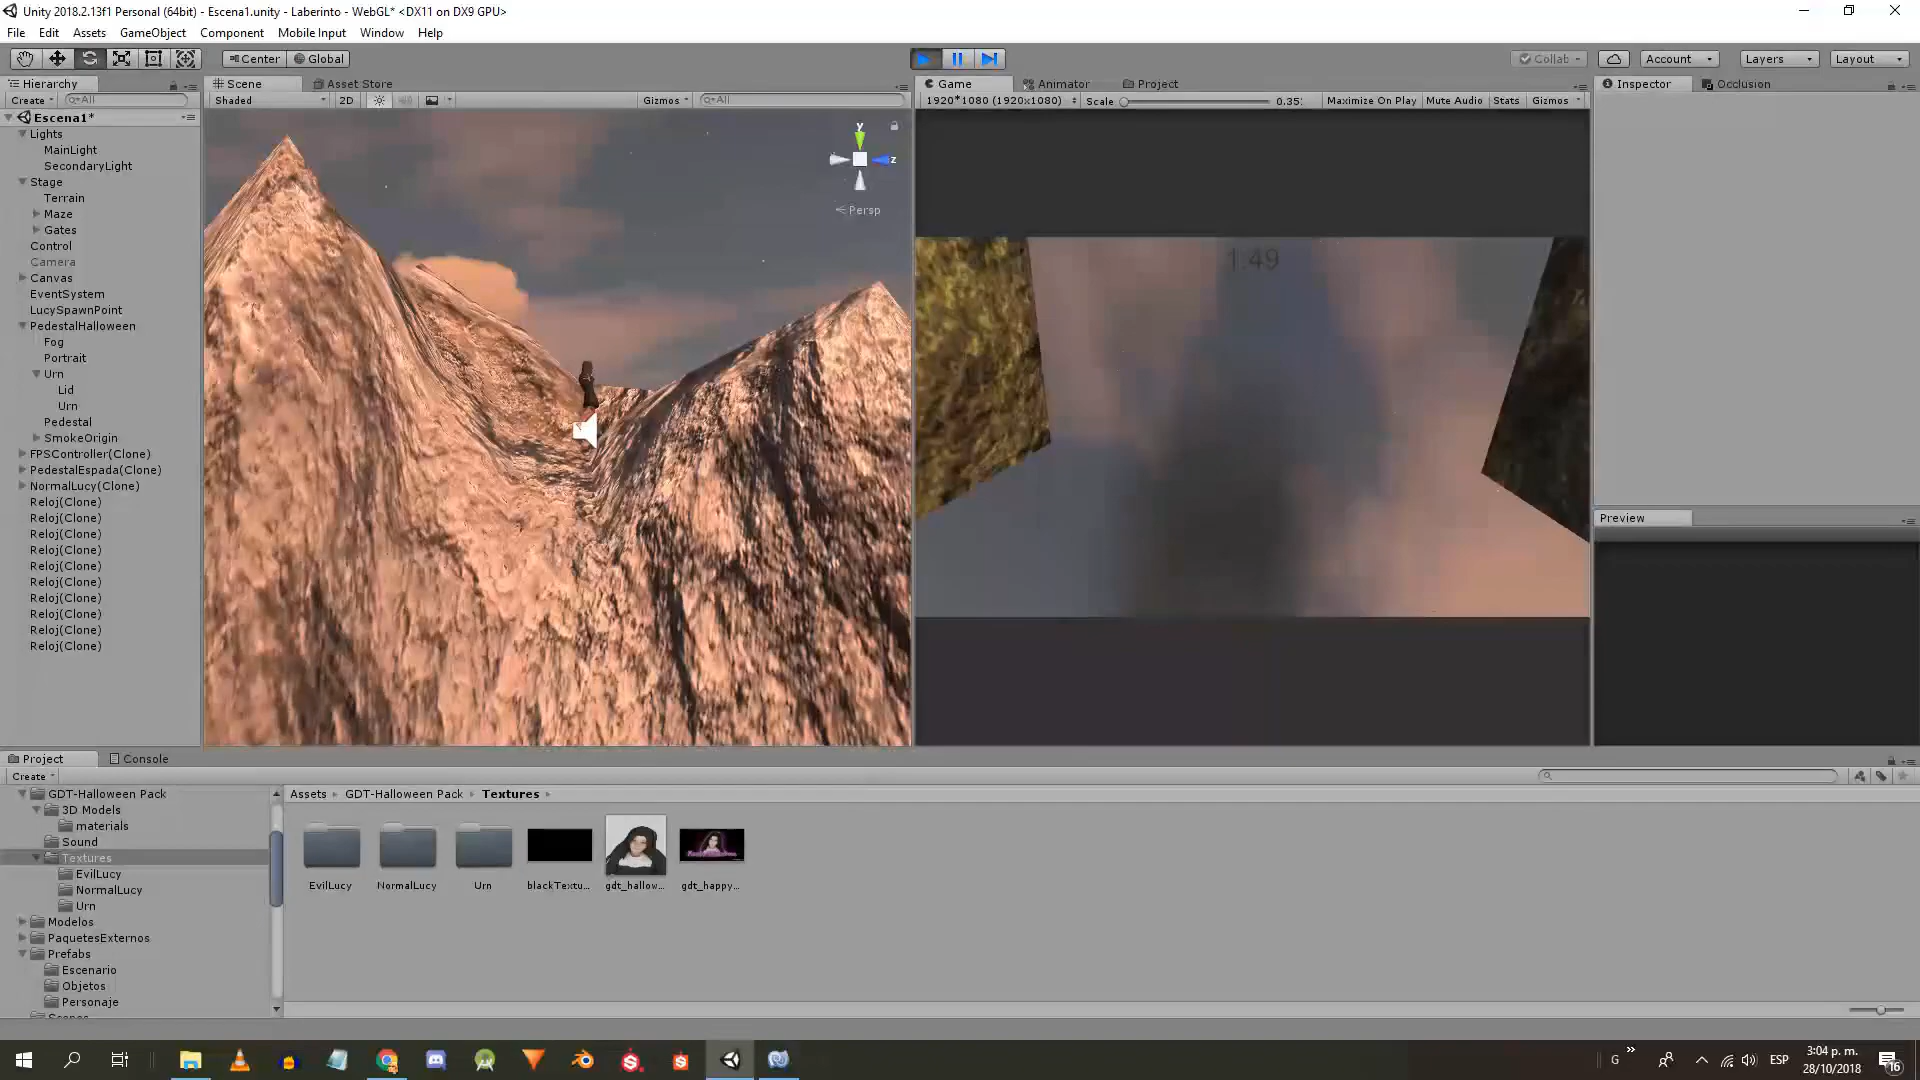 Unity 2018.2.13f1 Personal (64bit) - Escena1.unity - Laberinto - WebGL* <DX11 on DX9 GPU>
File Edit Assets GameObject Component Mobile Input Window Help
Center Global Collab Account Layers Layout
Hierarchy
Create All
Escena1*
Lights
MainLight
SecondaryLight
Stage
Terrain
Maze
Gates
Control
Camera
Canvas
EventSystem
LucySpawnPoint
PedestalHalloween
Fog
Portrait
Urn
Lid
Urn
Pedestal
SmokeOrigin
FPSController(Clone)
PedestalEspada(Clone)
NormalLucy(Clone)
Reloj(Clone)
Reloj(Clone)
Reloj(Clone)
Reloj(Clone)
Reloj(Clone)
Reloj(Clone)
Reloj(Clone)
Reloj(Clone)
Reloj(Clone)
Reloj(Clone)
Scene Asset Store
Shaded 2D Gizmos All
y
z
Persp
Game Animator Project
1920*1080 (1920x1080) Scale 0.35 Maximize On Play Mute Audio Stats Gizmos
1:49
Inspector Occlusion
Preview
Project Console
Create
GDT-Halloween Pack
3D Models
materials
Sound
Textures
EvilLucy
NormalLucy
Urn
Modelos
PaquetesExternos
Prefabs
Escenario
Objetos
Personaje
Assets GDT-Halloween Pack Textures
EvilLucy NormalLucy Urn blackTextu... gdt_hallow... gdt_happy...
G ESP
3:04 p. m.
28/10/2018
16